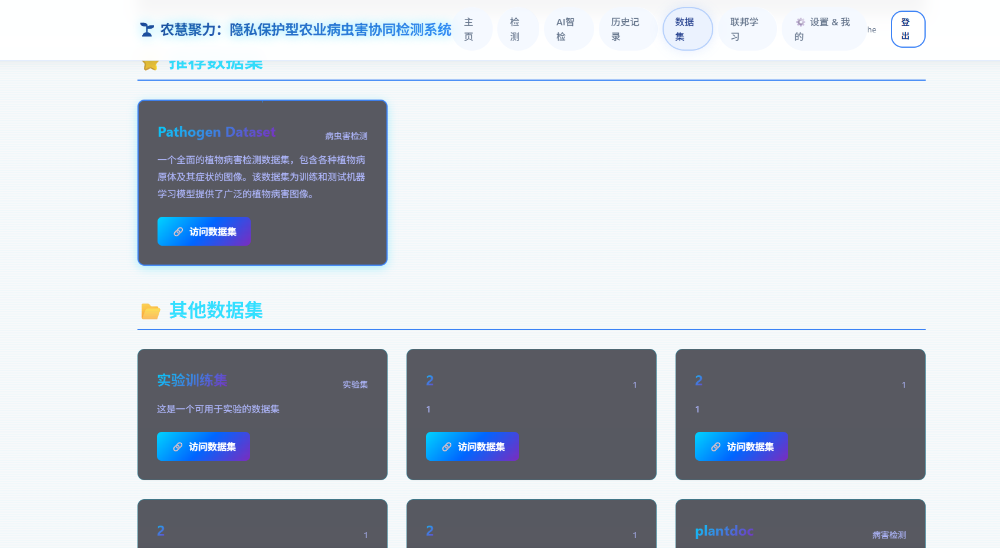 农慧聚力：隐私保护型农业病虫害协同检测系统
主页
检测
AI智检
历史记录
数据集
联邦学习
设置 & 我的
he
登出
推荐数据集
Pathogen Dataset
病虫害检测
一个全面的植物病害检测数据集，包含各种植物病
原体及其症状的图像。该数据集为训练和测试机器
学习模型提供了广泛的植物病害图像。
访问数据集
其他数据集
实验训练集
实验集
这是一个可用于实验的数据集
访问数据集
2
1
1
访问数据集
2
1
1
访问数据集
2
1
2
1
plantdoc
病害检测